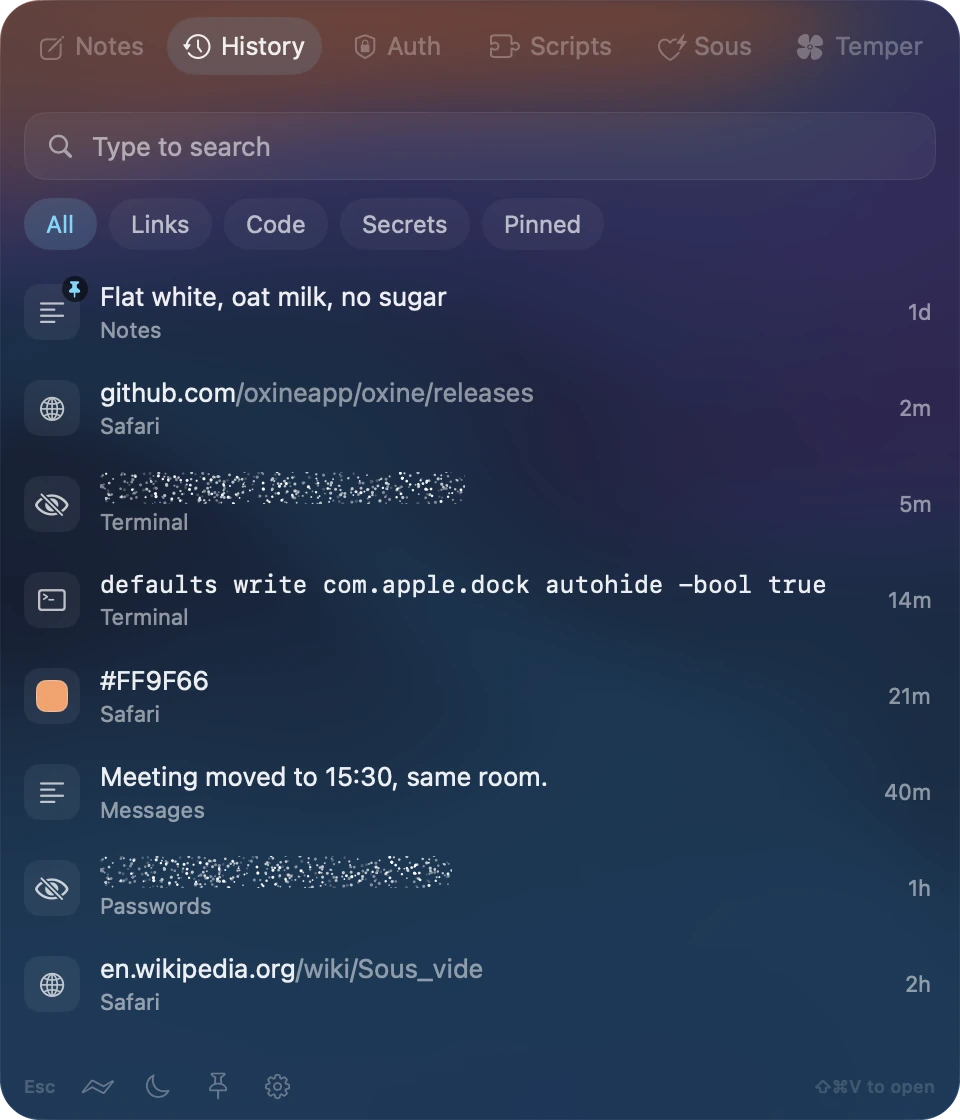 Notes History Auth Scripts Sous Temper
Type to search
All Links Code Secrets Pinned
Flat white, oat milk, no sugar
Notes
1d
github.com/oxineapp/oxine/releases
Safari
2m
Terminal
5m
defaults write com.apple.dock autohide -bool true
Terminal
14m
#FF9F66
Safari
21m
Meeting moved to 15:30, same room.
Messages
40m
Passwords
1h
en.wikipedia.org/wiki/Sous_vide
Safari
2h
Esc
⇧⌘V to open